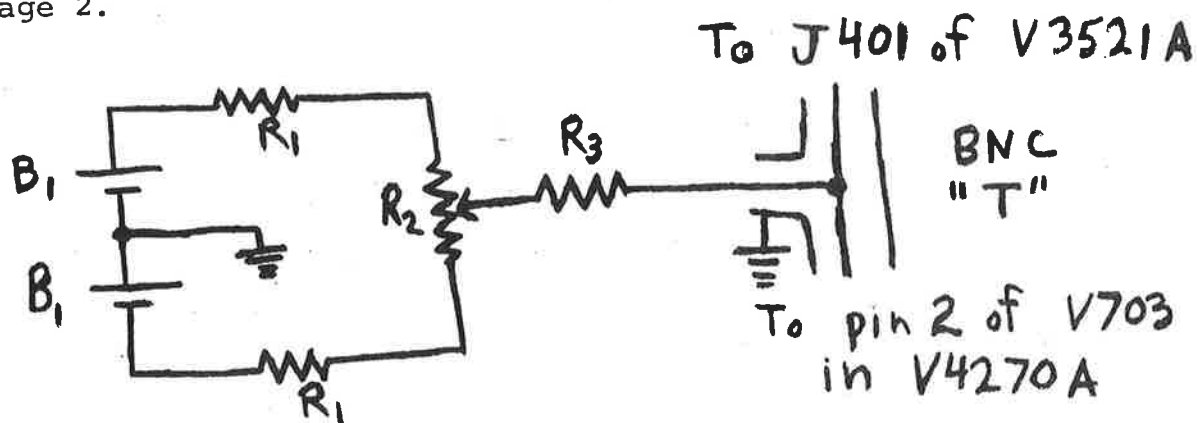 age 2.
To J401 of V3521A
R1
B1
R3
BNC
"T"
R2
B1
To pin 2 of V703
in V4270A
R1